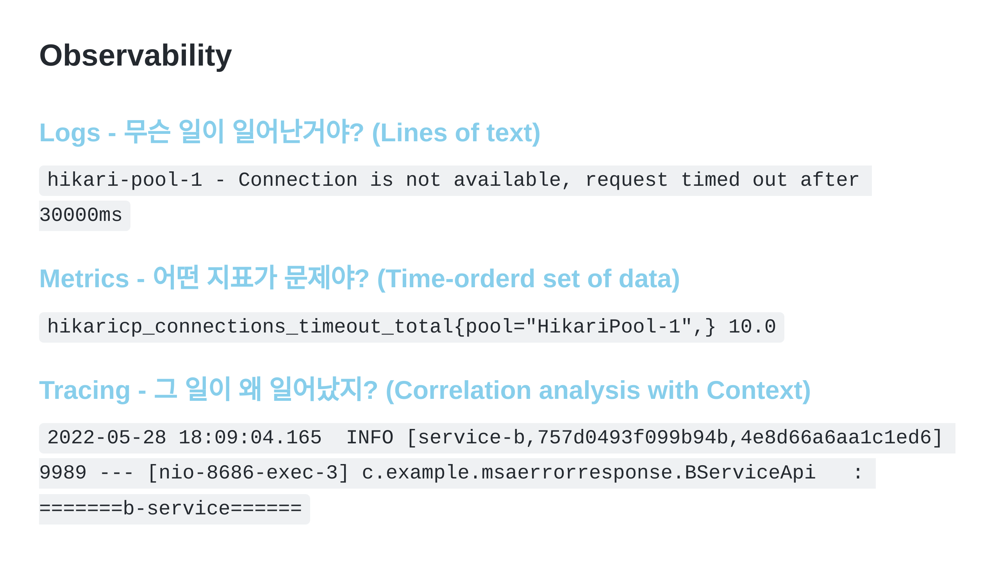 Observability
Logs - 무슨 일이 일어난거야? (Lines of text)
hikari-pool-1 - Connection is not available, request timed out after
30000ms
Metrics - 어떤 지표가 문제야? (Time-orderd set of data)
hikaricp_connections_timeout_total{pool="HikariPool-1",} 10.0
Tracing - 그 일이 왜 일어났지? (Correlation analysis with Context)
2022-05-28 18:09:04.165  INFO [service-b,757d0493f099b94b,4e8d66a6aa1c1ed6]
9989 --- [nio-8686-exec-3] c.example.msaerrorresponse.BServiceApi   :
=======b-service======